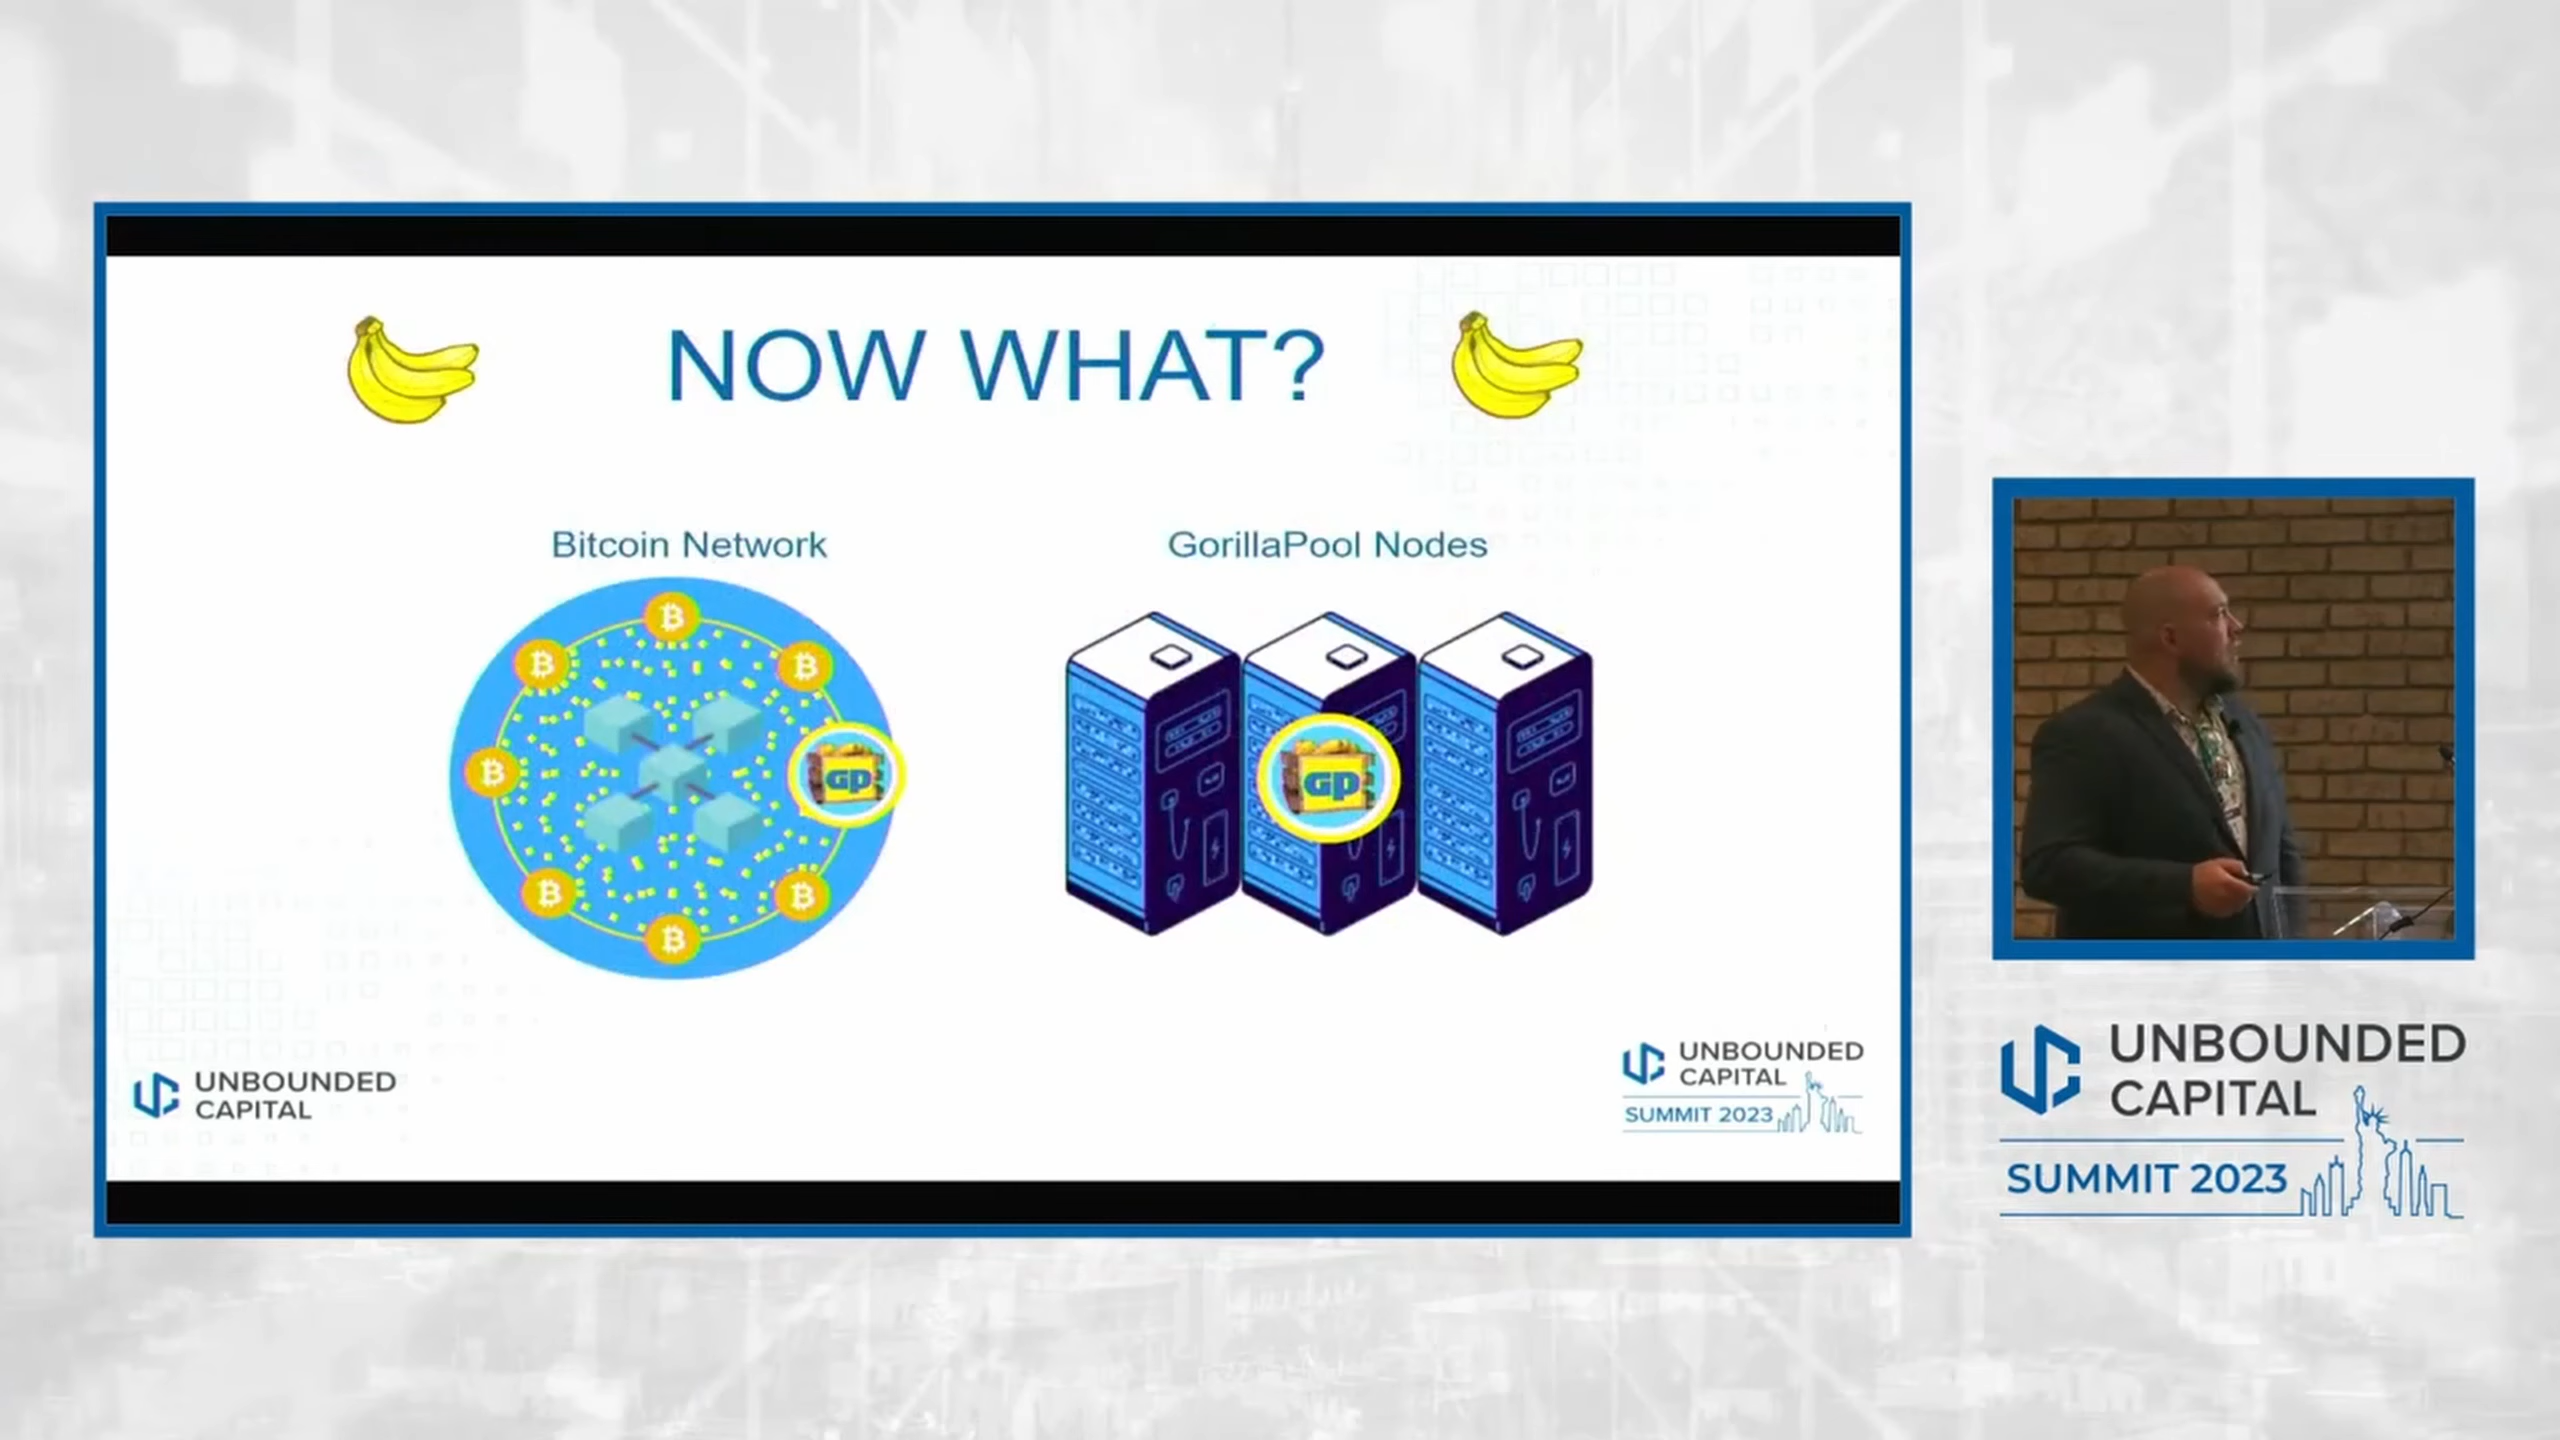 NOW WHAT?
Bitcoin Network
GorillaPool Nodes
GP
GP
UNBOUNDED
CAPITAL
UNBOUNDED
CAPITAL
SUMMIT 2023
UNBOUNDED
CAPITAL
SUMMIT 2023